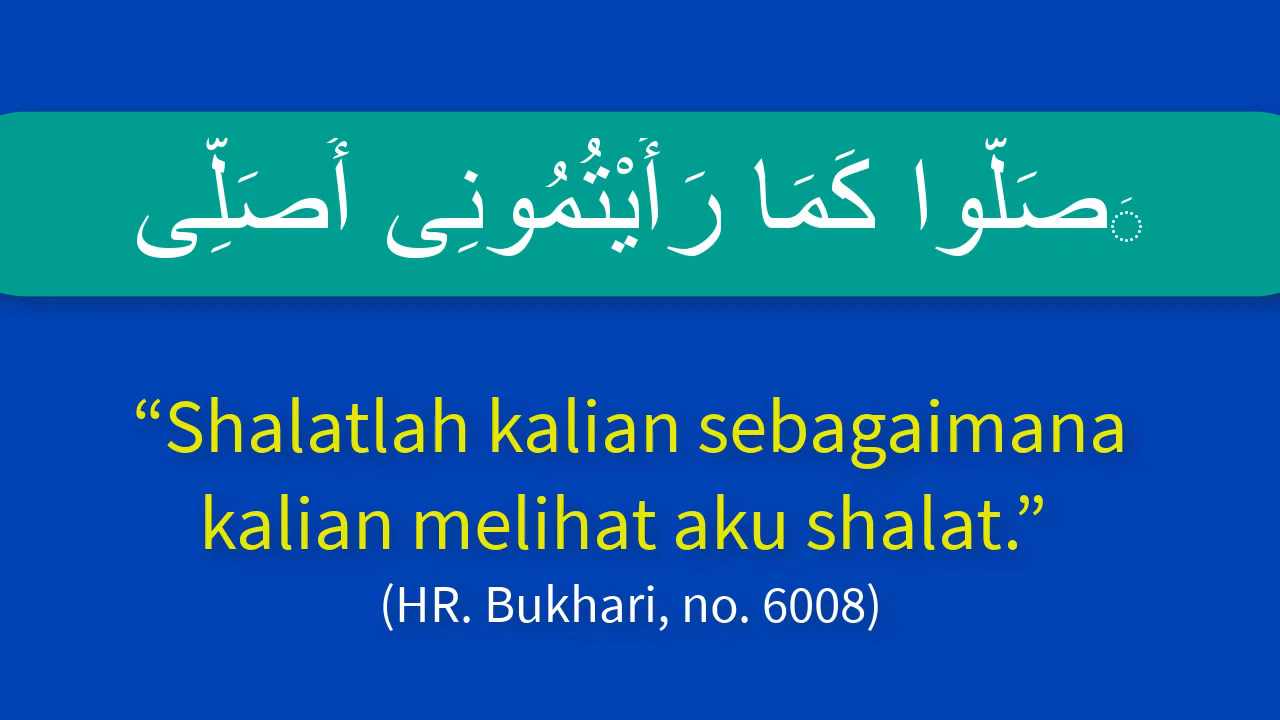 َصَلُّوا كَمَا رَأَيْتُمُونِى أُصَلِّى
“Shalatlah kalian sebagaimana
kalian melihat aku shalat.”
(HR. Bukhari, no. 6008)